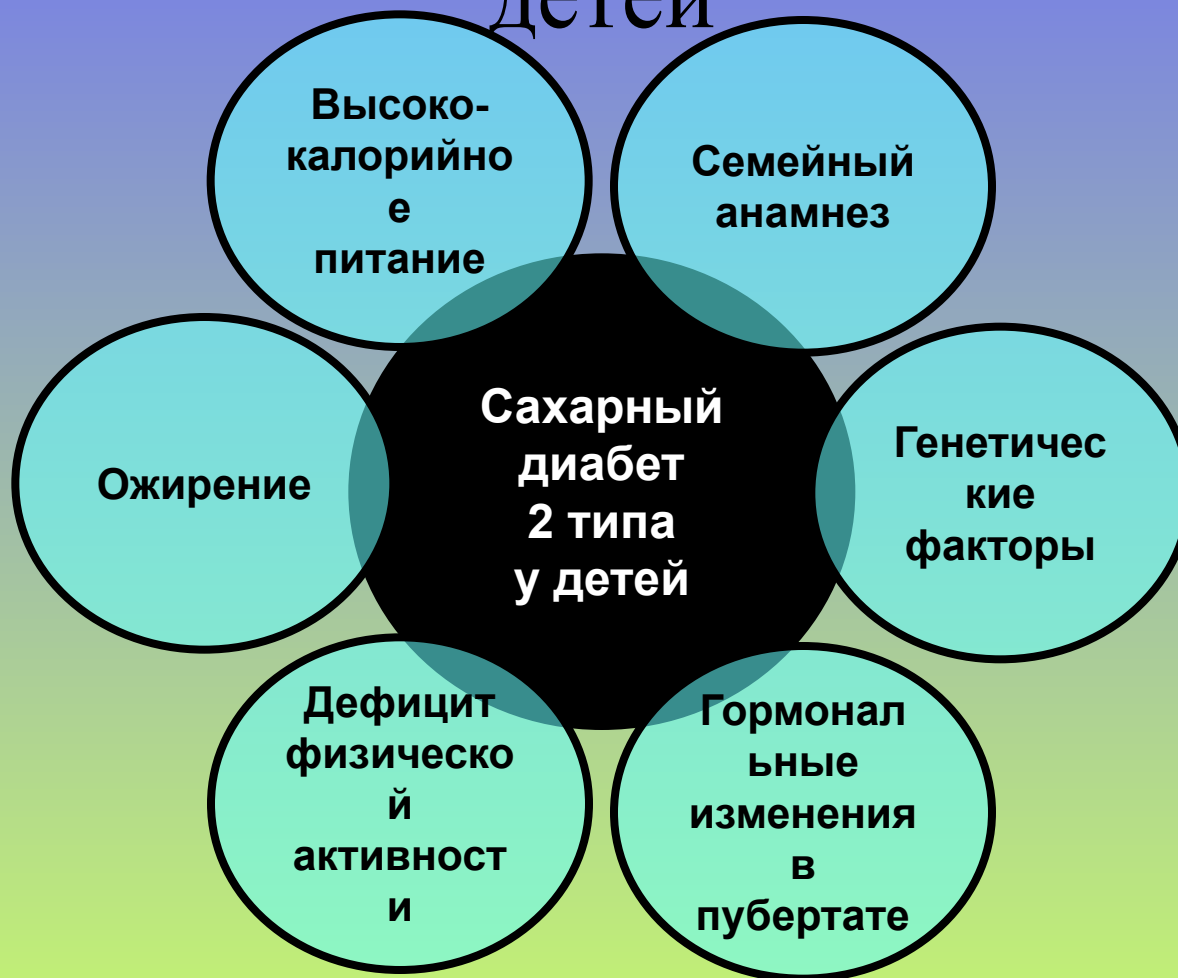 детей
Высоко-
калорийно
е
питание
Семейный
анамнез
Ожирение
Сахарный
диабет
2 типа
у детей
Генетичес
кие
факторы
Дефицит
физическо
й
активност
и
Гормонал
ьные
изменения
в
пубертате